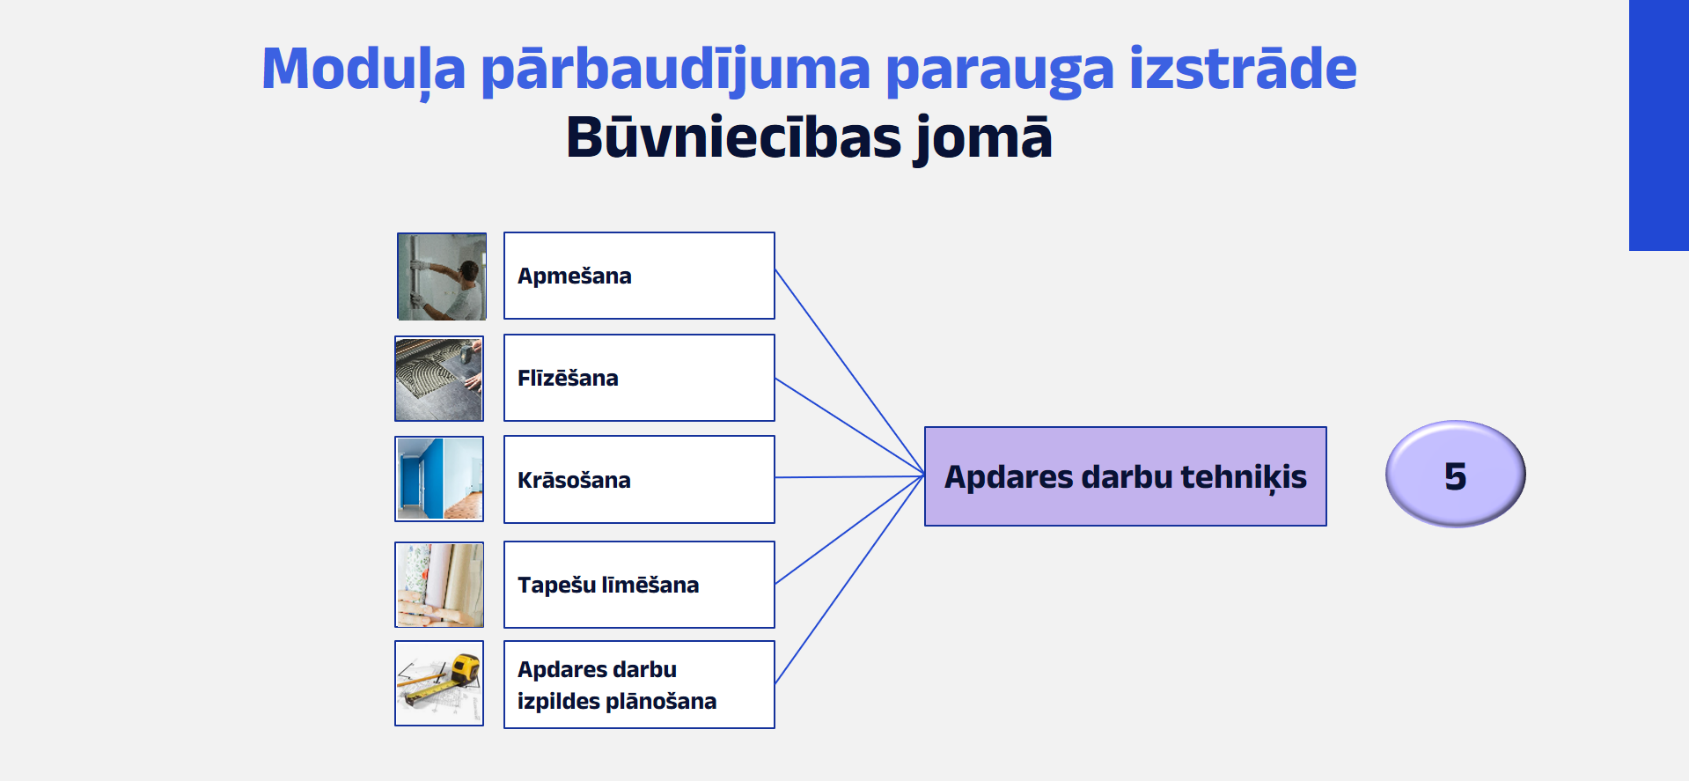 Moduļa pārbaudījuma parauga izstrāde
Būvniecības jomā
Apmešana
Flīzēšana
Krāsošana
Tapešu līmēšana
Apdares darbu
izpildes plānošana
Apdares darbu tehniķis
5